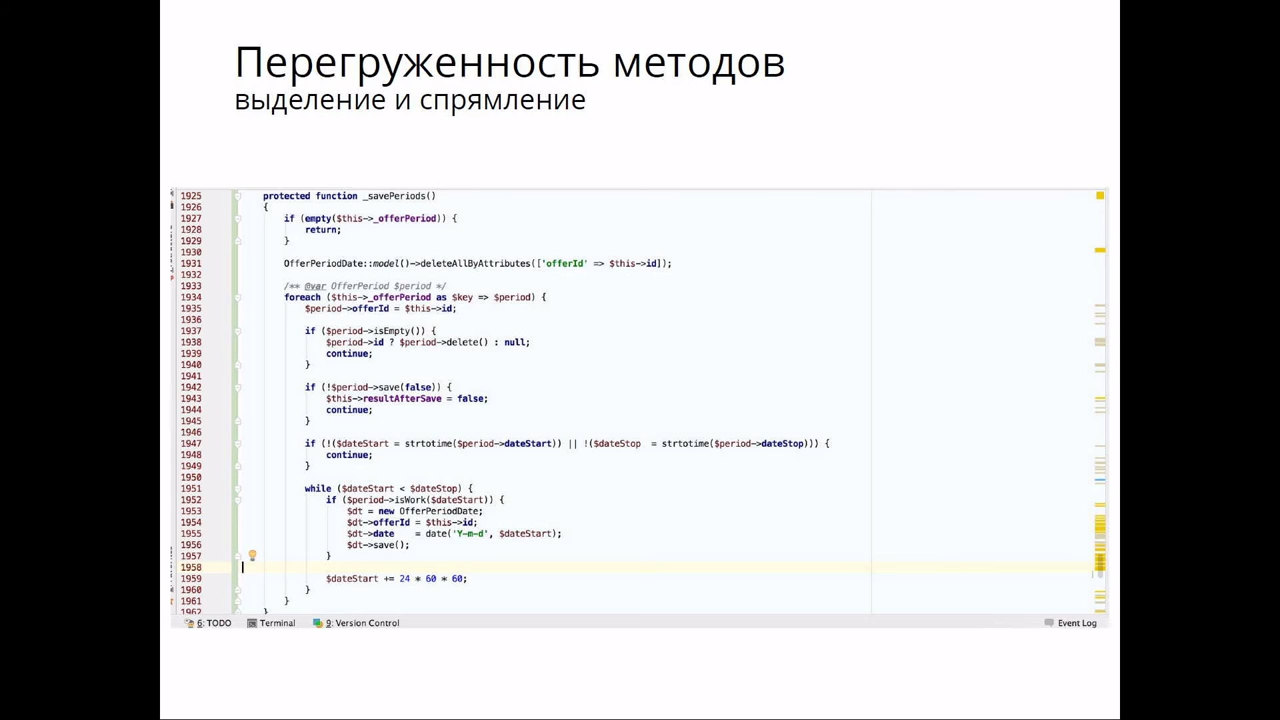 Перегруженность методов
выделение и спрямление
1925 protected function _savePeriods()
1926 {
1927 if (empty($this->_offerPeriod)) {
1928 return;
1929 }
1930
1931 OfferPeriodDate::model()->deleteAllByAttributes(['offerId' => $this->id]);
1932
1933 /** @var OfferPeriod $period */
1934 foreach ($this->_offerPeriod as $key => $period) {
1935 $period->offerId = $this->id;
1936
1937 if ($period->isEmpty()) {
1938 $period->id ? $period->delete() : null;
1939 continue;
1940 }
1941
1942 if (!$period->save(false)) {
1943 $this->resultAfterSave = false;
1944 continue;
1945 }
1946
1947 if (!($dateStart = strtotime($period->dateStart)) || !($dateStop  = strtotime($period->dateStop))) {
1948 continue;
1949 }
1950
1951 while ($dateStart < $dateStop) {
1952 if ($period->isWork($dateStart)) {
1953 $dt = new OfferPeriodDate;
1954 $dt->offerId = $this->id;
1955 $dt->date    = date('Y-m-d', $dateStart);
1956 $dt->save();
1957 }
1958
1959 $dateStart += 24 * 60 * 60;
1960 }
1961 }
1962 }
6: TODO Terminal 9: Version Control Event Log